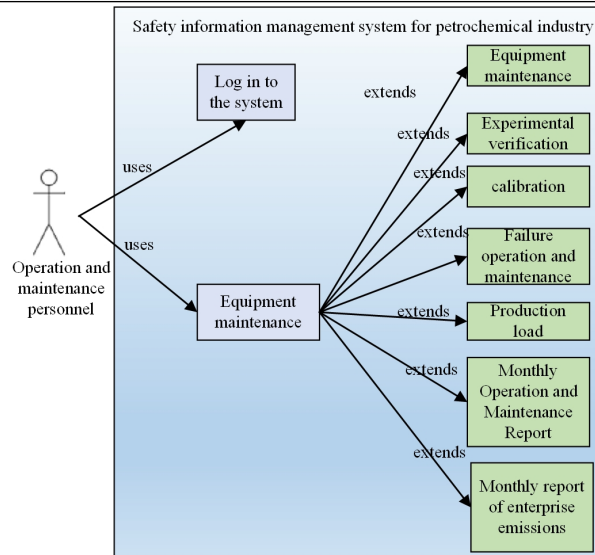 Safety information management system for petrochemical industry
Log in to
the system
uses
uses
Operation and
maintenance
personnel
Equipment
maintenance
extends
extends
extends
extends
extends
extends
extends
Equipment
maintenance
Experimental
verification
calibration
Failure
operation and
maintenance
Production
load
Monthly
Operation and
Maintenance
Report
Monthly report
of enterprise
emissions